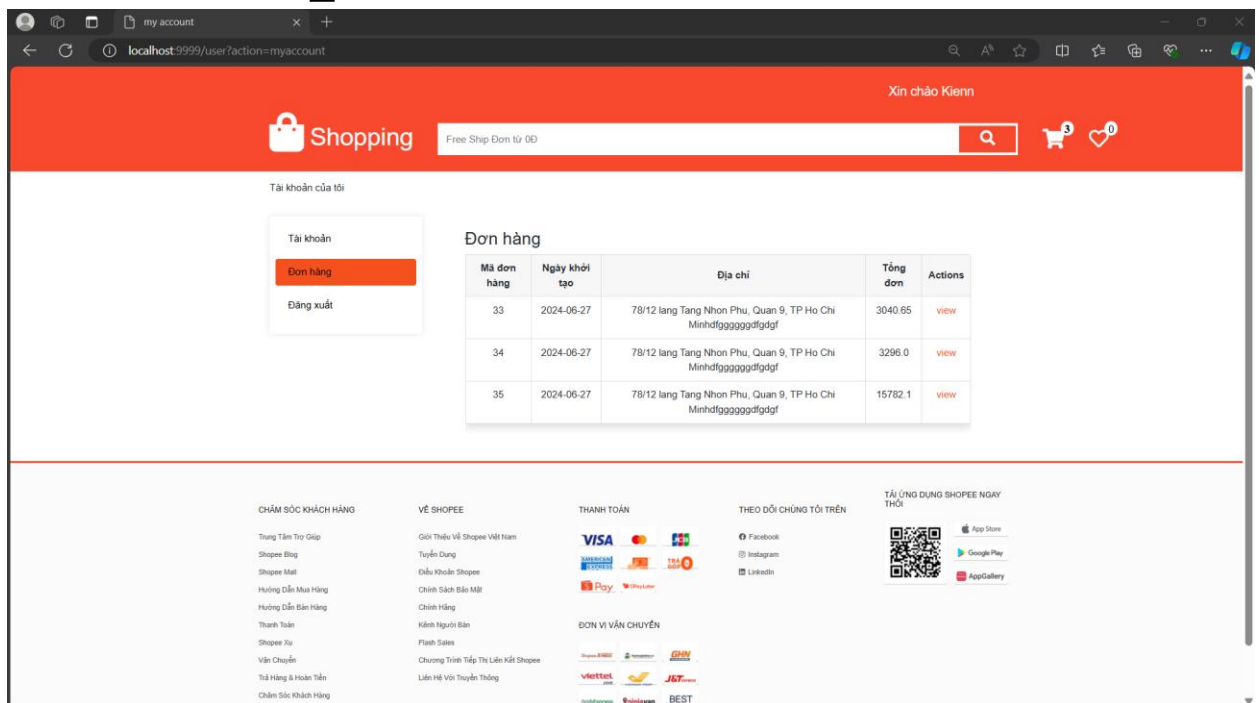 my account
localhost:9999/user?action=myaccount
Xin chào Kienn
Shopping
Free Ship Đơn từ 0Đ
3
0
Tài khoản của tôi
Tài khoản
Đơn hàng
Đăng xuất
Đơn hàng
Mã đơn hàng Ngày khởi tạo Địa chỉ Tổng đơn Actions
33 2024-06-27 78/12 lang Tang Nhon Phu, Quan 9, TP Ho Chi 3040.65 view
Minhdfggggggdfgdgf
34 2024-06-27 78/12 lang Tang Nhon Phu, Quan 9, TP Ho Chi 3296.0 view
Minhdfggggggdfgdgf
35 2024-06-27 78/12 lang Tang Nhon Phu, Quan 9, TP Ho Chi 15782.1 view
Minhdfggggggdfgdgf
CHĂM SÓC KHÁCH HÀNG
Trung Tâm Trợ Giúp
Shopee Blog
Shopee Mall
Hướng Dẫn Mua Hàng
Hướng Dẫn Bán Hàng
Thanh Toán
Shopee Xu
Vận Chuyển
Trả Hàng & Hoàn Tiền
Chăm Sóc Khách Hàng
VỀ SHOPEE
Giới Thiệu Về Shopee Việt Nam
Tuyển Dụng
Điều Khoản Shopee
Chính Sách Bảo Mật
Chính Hãng
Kênh Người Bán
Flash Sales
Chương Trình Tiếp Thị Liên Kết Shopee
Liên Hệ Với Truyền Thông
THANH TOÁN
VISA
JCB
AMERICAN EXPRESS
TRẢ GÓP 0
Pay SPayLater
ĐƠN VỊ VẬN CHUYỂN
GHN
viettel J&T
ninjavan BEST
THEO DÕI CHÚNG TÔI TRÊN
Facebook
Instagram
LinkedIn
TẢI ỨNG DỤNG SHOPEE NGAY
THÔI
App Store
Google Play
AppGallery